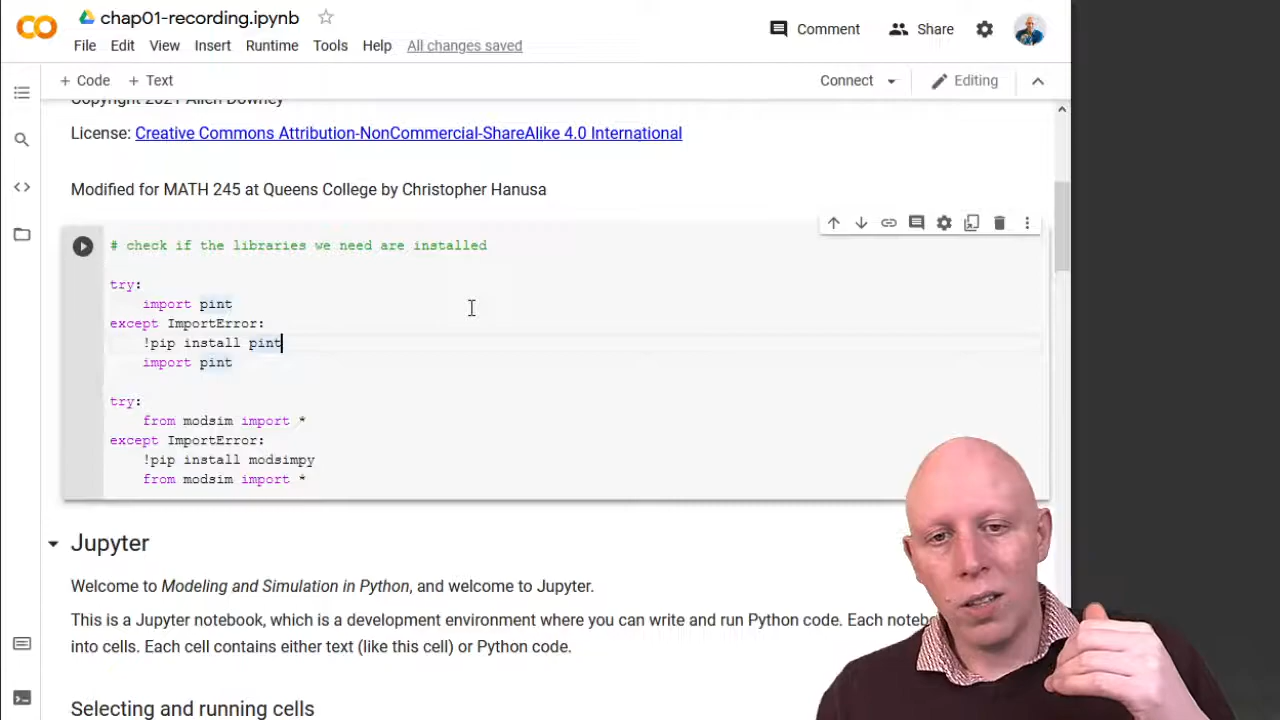 chap01-recording.ipynb
File Edit View Insert Runtime Tools Help All changes saved
Comment Share
+ Code + Text
Connect Editing
Copyright 2021 Allen Downey
License: Creative Commons Attribution-NonCommercial-ShareAlike 4.0 International
Modified for MATH 245 at Queens College by Christopher Hanusa
# check if the libraries we need are installed
try:
import pint
except ImportError:
!pip install pint
import pint
try:
from modsim import *
except ImportError:
!pip install modsimpy
from modsim import *
Jupyter
Welcome to Modeling and Simulation in Python, and welcome to Jupyter.
This is a Jupyter notebook, which is a development environment where you can write and run Python code. Each
into cells. Each cell contains either text (like this cell) or Python code.
Selecting and running cells